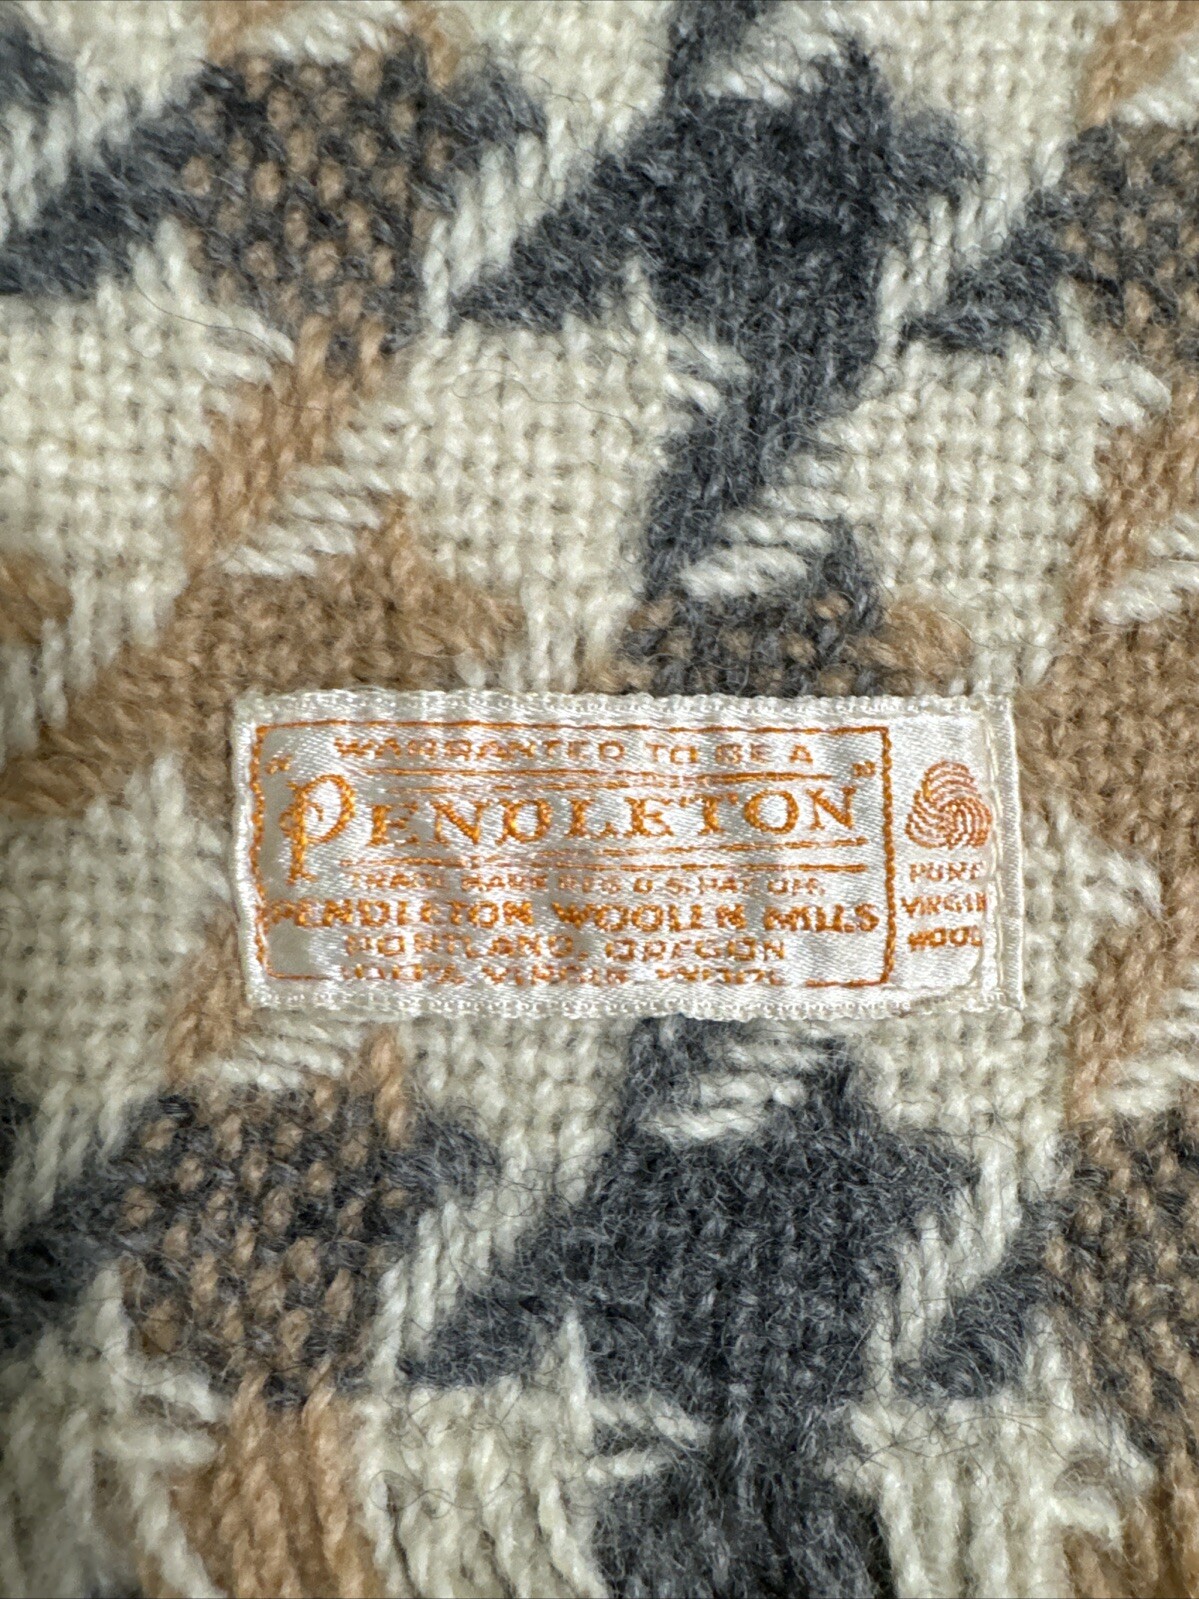 WARRANTED TO BE A
"PENDLETON"
TRADE MARK REG. U.S. PAT. OFF.
PENDLETON WOOLEN MILLS
PORTLAND, OREGON
100% VIRGIN WOOL
PURE
VIRGIN
WOOL